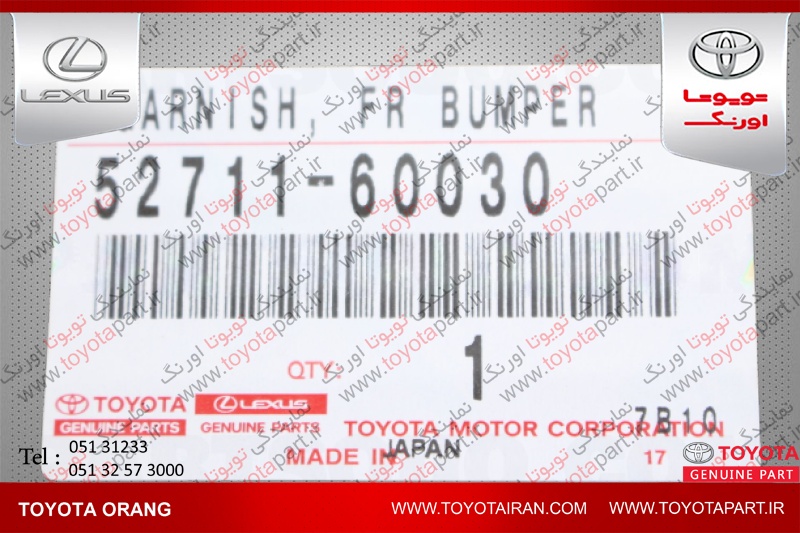 LEXUS
تویوتا
اورنگ
GARNISH, FR BUMPER
52711-60030
QTY: 1
TOYOTA LEXUS
GENUINE PARTS GENUINE PARTS TOYOTA MOTOR CORPORATION 7B10
MADE IN JAPAN 17
Tel : 051 31233
051 32 57 3000
TOYOTA
GENUINE PART
TOYOTA ORANG WWW.TOYOTAIRAN.COM / WWW.TOYOTAPART.IR
نمایندگی تویوتا اورنگ
www.toyotapart.ir